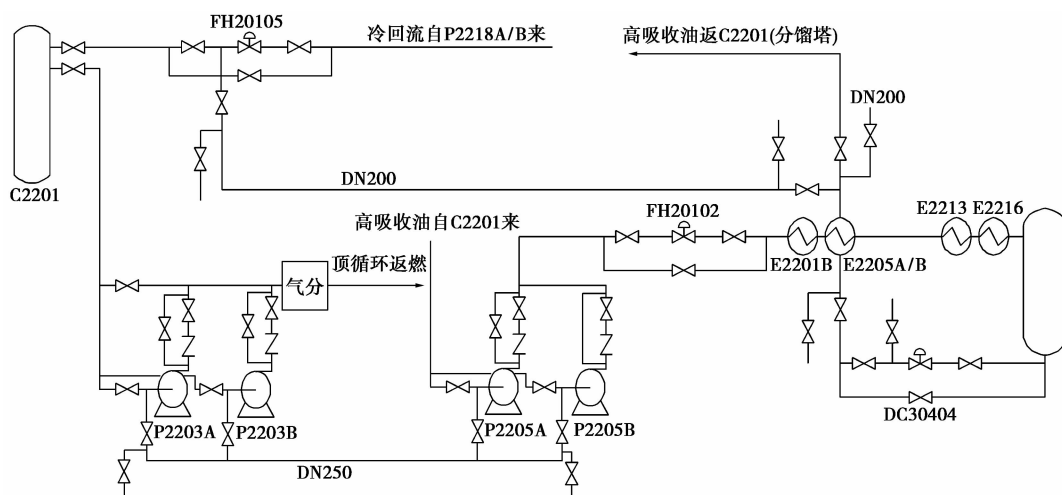 FH20105
冷回流自P2218A/B来
高吸收油返C2201(分馏塔)
DN200
C2201
DN200
高吸收油自C2201来
FH20102
E2213
E2216
顶循环返燃
气分
E2201B
E2205A/B
P2203A
P2203B
P2205A
P2205B
DC30404
DN250